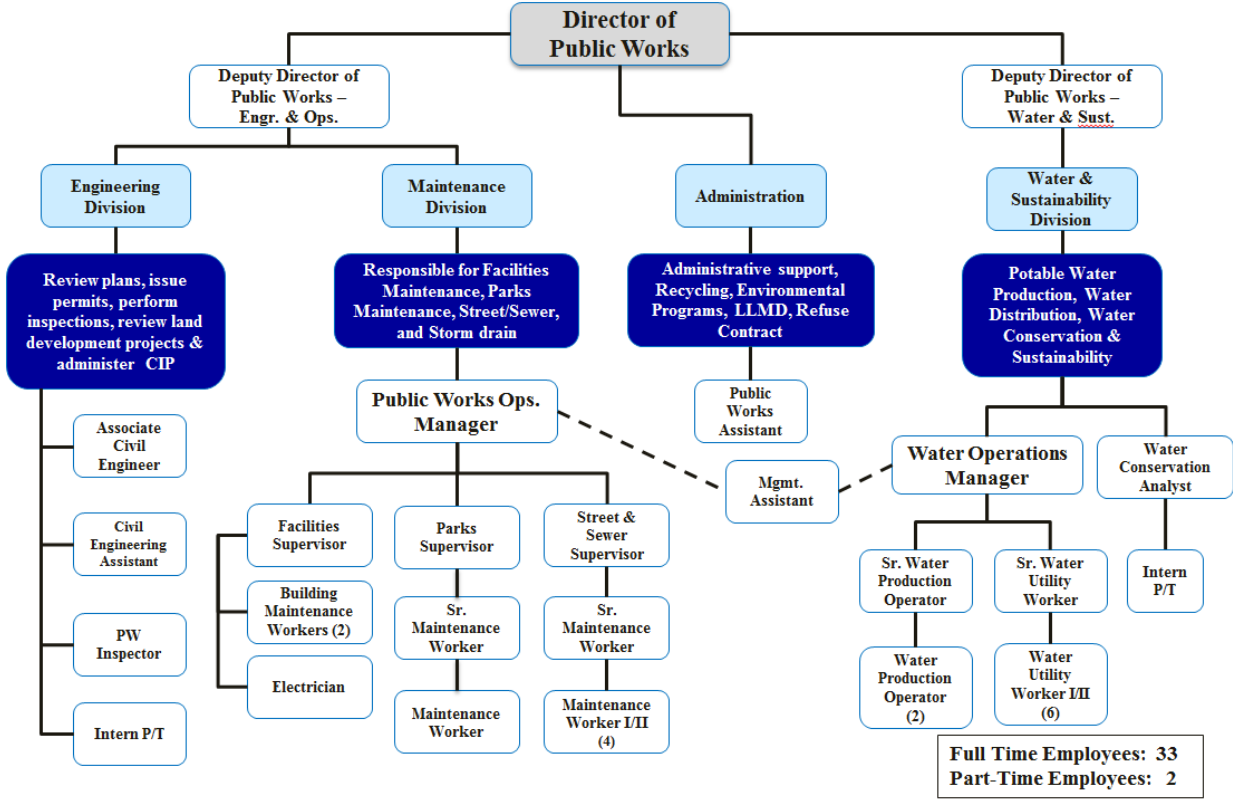 Director of
Public Works
Deputy Director of
Public Works –
Engr. & Ops.
Deputy Director of
Public Works –
Water & Sust.
Engineering
Division
Maintenance
Division
Administration
Water &
Sustainability
Division
Review plans, issue
permits, perform
inspections, review land
development projects &
administer CIP
Responsible for Facilities
Maintenance, Parks
Maintenance, Street/Sewer,
and Storm drain
Administrative support,
Recycling, Environmental
Programs, LLMD, Refuse
Contract
Potable Water
Production, Water
Distribution, Water
Conservation &
Sustainability
Associate
Civil
Engineer
Civil
Engineering
Assistant
PW
Inspector
Intern P/T
Public Works Ops.
Manager
Facilities
Supervisor
Building
Maintenance
Workers (2)
Electrician
Parks
Supervisor
Sr.
Maintenance
Worker
Maintenance
Worker
Street &
Sewer
Supervisor
Sr.
Maintenance
Worker
Maintenance
Worker I/II
(4)
Public
Works
Assistant
Mgmt.
Assistant
Water Operations
Manager
Water
Conservation
Analyst
Sr. Water
Production
Operator
Water
Production
Operator
(2)
Sr. Water
Utility
Worker
Water
Utility
Worker I/II
(6)
Intern
P/T
Full Time Employees: 33
Part-Time Employees: 2